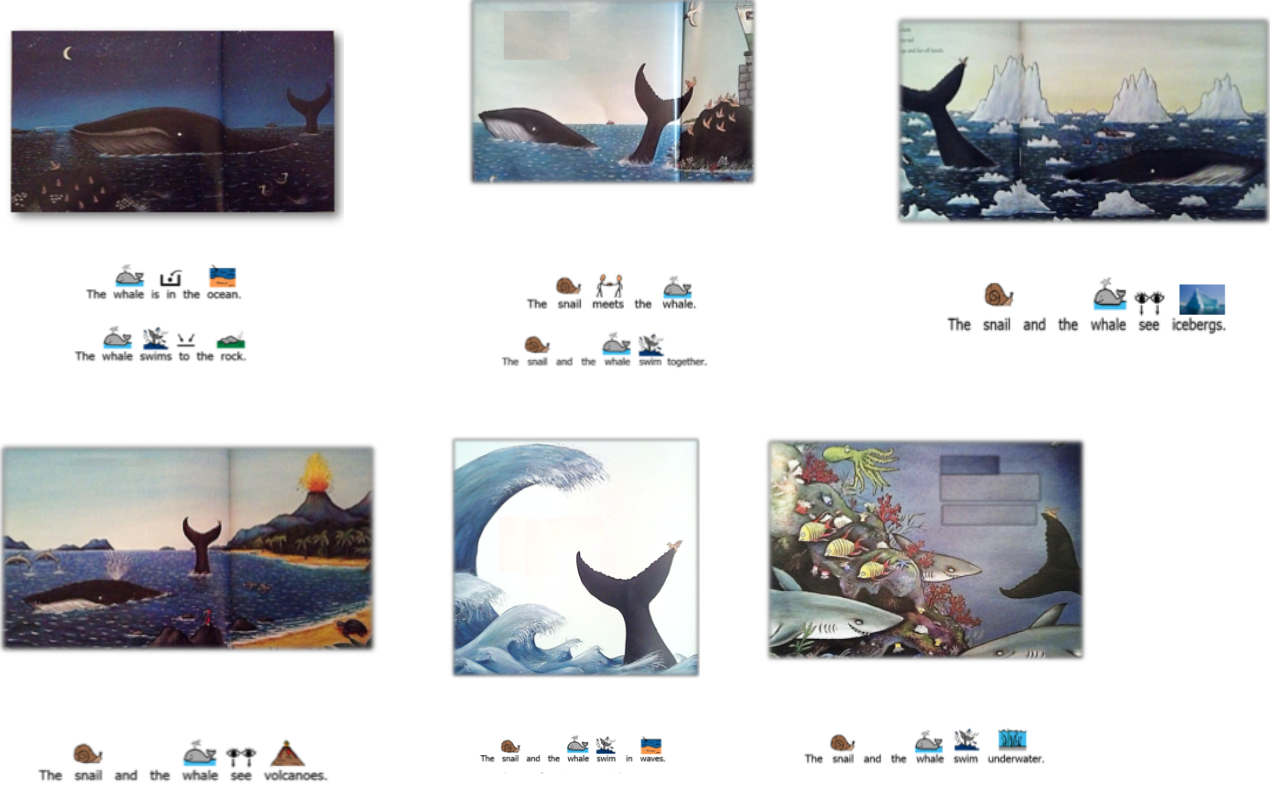 The whale is in the ocean.
The whale swims to the rock.
The snail meets the whale.
The snail and the whale swim together.
The snail and the whale see icebergs.
The snail and the whale see volcanoes.
The snail and the whale swim in waves.
The snail and the whale swim underwater.